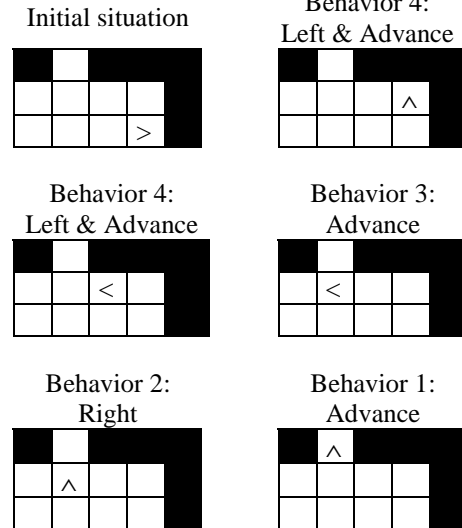 Initial situation
Behavior 4:
Left & Advance
>
^
Behavior 4:
Left & Advance
Behavior 3:
Advance
<
<
Behavior 2:
Right
Behavior 1:
Advance
^
^